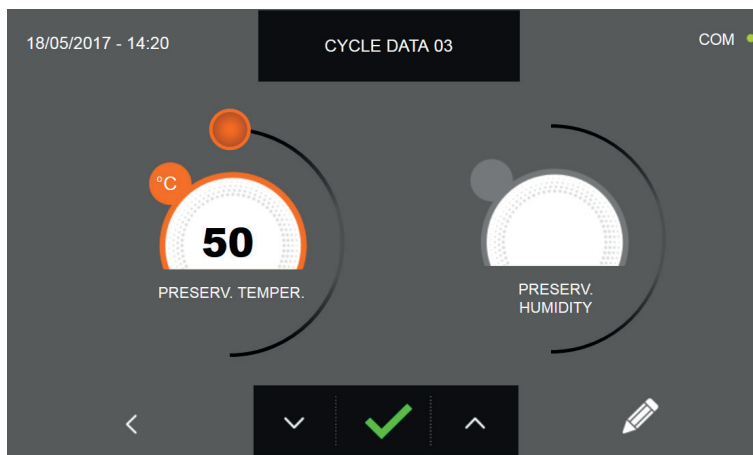 18/05/2017 - 14:20
CYCLE DATA 03
COM
°C
50
PRESERV. TEMPER.
PRESERV.
HUMIDITY